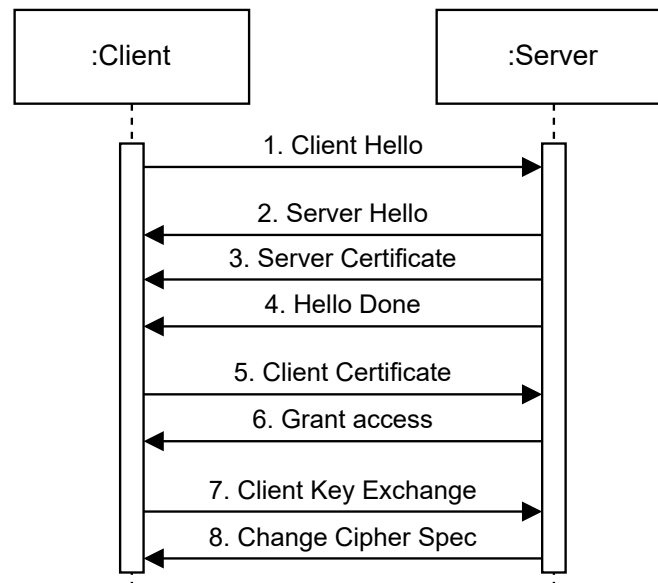 :Client
:Server
1. Client Hello
2. Server Hello
3. Server Certificate
4. Hello Done
5. Client Certificate
6. Grant access
7. Client Key Exchange
8. Change Cipher Spec